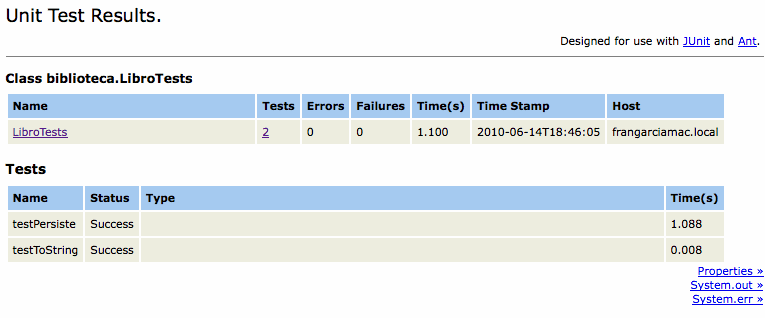 Unit Test Results.
Designed for use with JUnit and Ant.
Class biblioteca.LibroTests
Name Tests Errors Failures Time(s) Time Stamp Host
LibroTests 2 0 0 1.100 2010-06-14T18:46:05 frangarciamac.local
Tests
Name Status Type Time(s)
testPersiste Success 1.088
testToString Success 0.008
Properties »
System.out »
System.err »